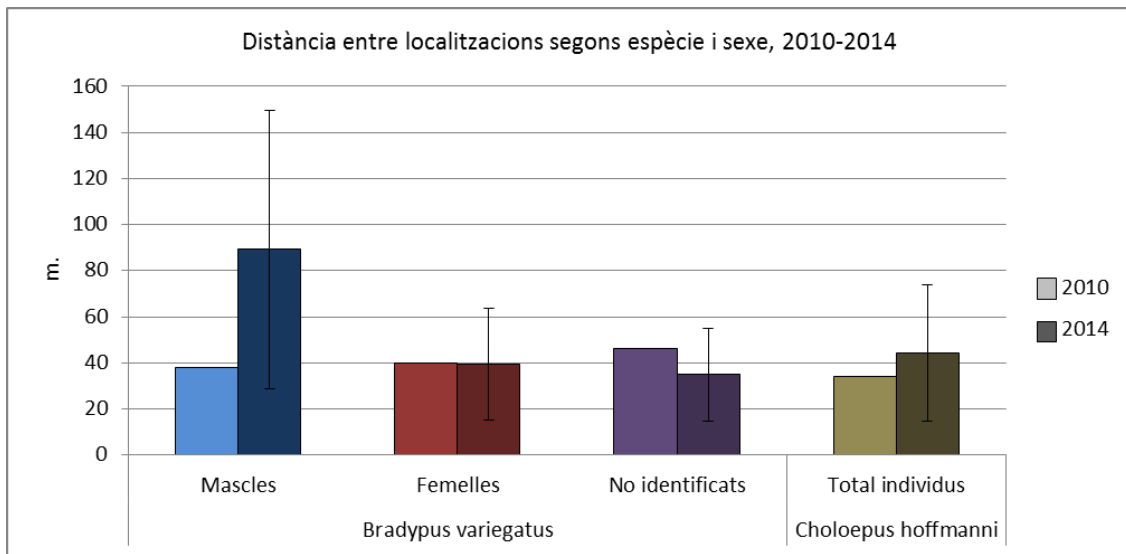 Distància entre localitzacions segons espècie i sexe, 2010-2014
160
140
120
100
80
60
40
20
0
m.
2010
2014
Mascles Femelles No identificats Total individus
Bradypus variegatus Choloepus hoffmanni